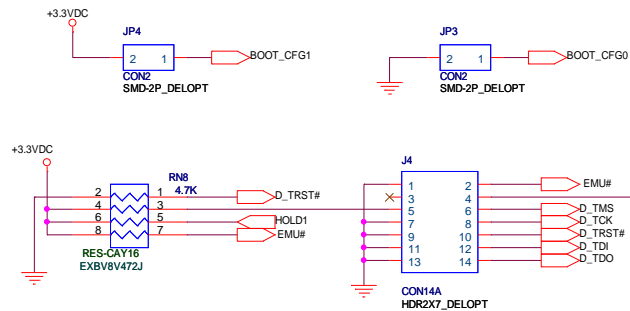 +3.3VDC
JP4
JP3
2 1 BOOT_CFG1
2 1 BOOT_CFG0
CON2
SMD-2P_DELOPT
CON2
SMD-2P_DELOPT
+3.3VDC
RN8
4.7K
2 1 D_TRST#
4 3
6 5 HOLD1
8 7 EMU#
RES-CAY16
EXBV8V472J
J4
1 2 EMU#
3 4
5 6 D_TMS
7 8 D_TCK
9 10 D_TRST#
11 12 D_TDI
13 14 D_TDO
CON14A
HDR2X7_DELOPT